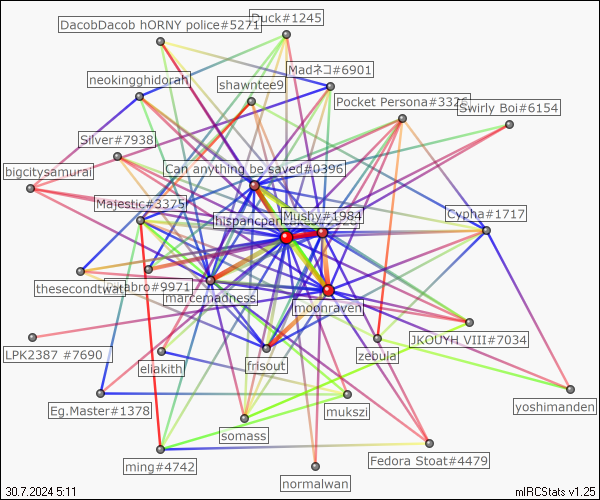 DacobDacob hORNY police#5271
Duck#1245
neokingghidorah
shawntee9
Madネコ#6901
Pocket Persona#332
Swirly Boi#6154
Silver#7938
bigcitysamurai
Can anything be saved#0396
Majestic#3375
hispanicpan
Mushy#1984
Cypha#1717
thesecondtwat
abro#9971
marcemadness
moonraven
LPK2387 #7690
eliakith
frisout
zebula
JKOUYH VIII#7034
Eg.Master#1378
mukszi
yoshimanden
somass
ming#4742
normalwan
Fedora Stoat#4479
30.7.2024 5:11
mIRCStats v1.25